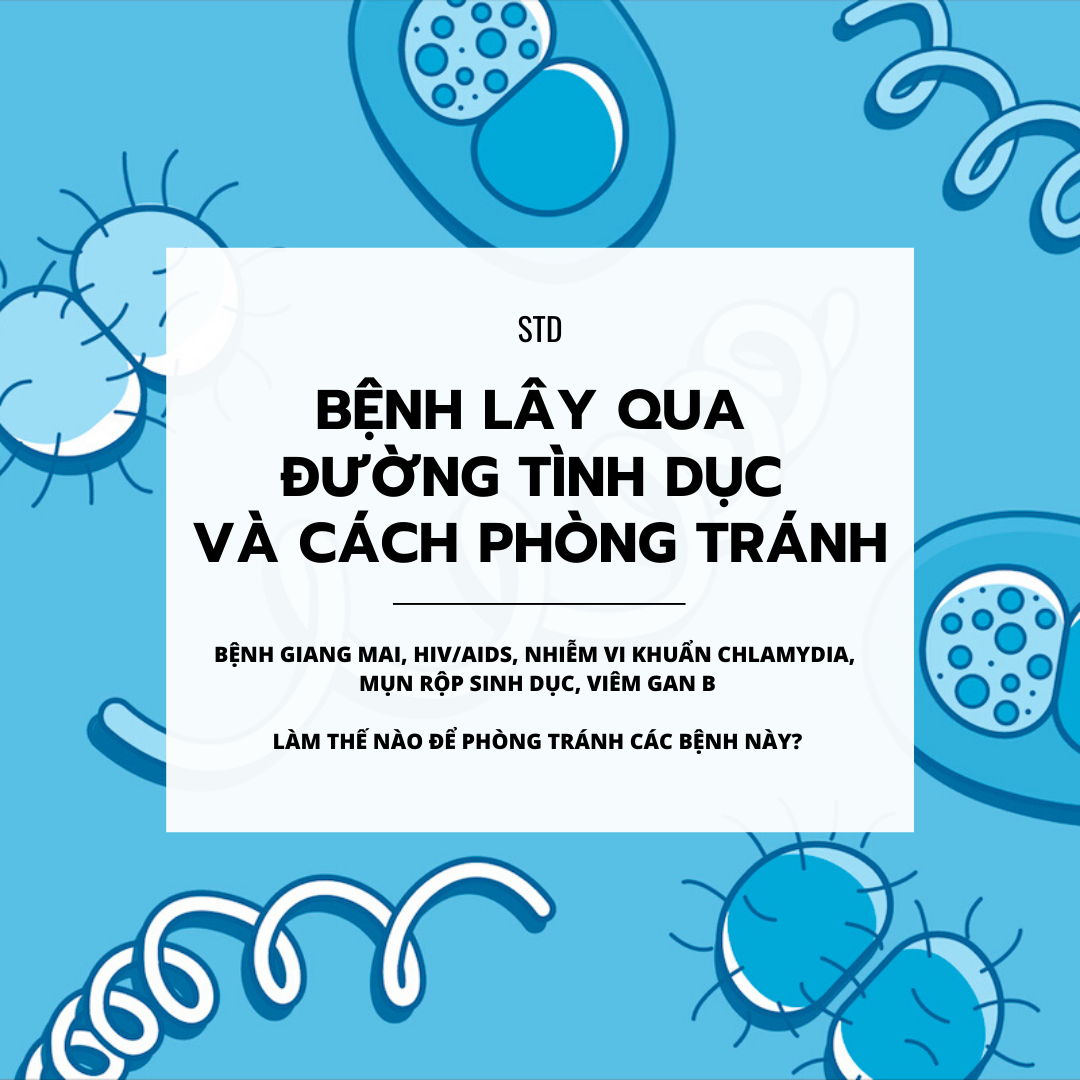 STD
BỆNH LÂY QUA
ĐƯỜNG TÌNH DỤC
VÀ CÁCH PHÒNG TRÁNH
BỆNH GIANG MAI, HIV/AIDS, NHIỄM VI KHUẨN CHLAMYDIA,
MỤN RỘP SINH DỤC, VIÊM GAN B
LÀM THẾ NÀO ĐỂ PHÒNG TRÁNH CÁC BỆNH NÀY?